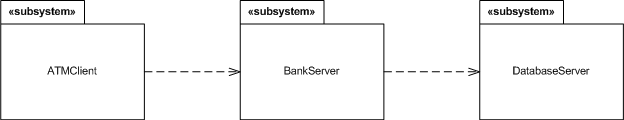 «subsystem»
«subsystem»
«subsystem»
ATMClient
BankServer
DatabaseServer